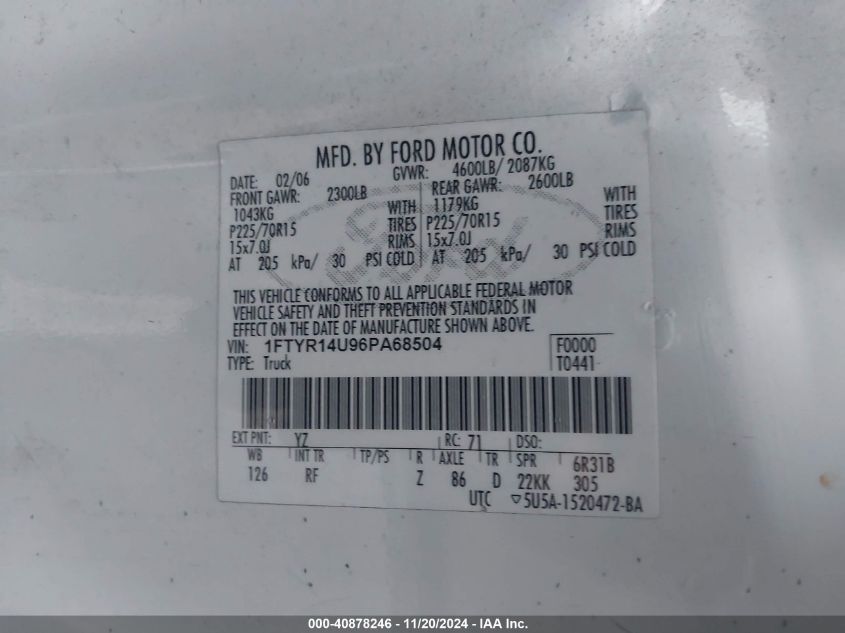 MFD. BY FORD MOTOR CO.
DATE: 02/06 GVWR: 4600LB/ 2087KG
FRONT GAWR: 2300LB REAR GAWR: 2600LB
1043KG WITH 1179KG WITH
P225/70R15 TIRES P225/70R15 TIRES
15x7.0J RIMS 15x7.0J RIMS
AT 205 kPa/ 30 PSI COLD AT 205 kPa/ 30 PSI COLD
Ford
THIS VEHICLE CONFORMS TO ALL APPLICABLE FEDERAL MOTOR
VEHICLE SAFETY AND THEFT PREVENTION STANDARDS IN
EFFECT ON THE DATE OF MANUFACTURE SHOWN ABOVE.
VIN: 1FTYR14U96PA68504 F0000
TYPE: Truck T0441
EXT PNT: YZ RC: 71 DSO:
WB INT TR TP/PS R AXLE TR SPR 6R31B
126 RF Z 86 D 22KK 305
UTC ▽5U5A-1520472-BA
000-40878246 - 11/20/2024 - IAA Inc.